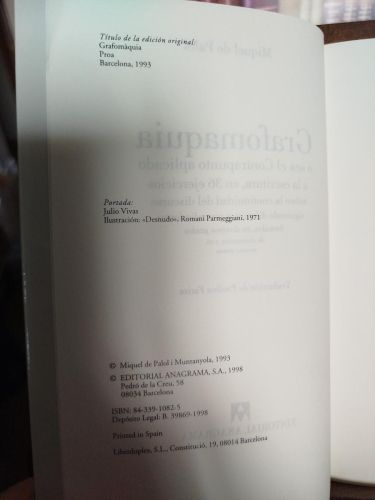 Título de la edición original:
Grafomàquia
Proa
Barcelona, 1993
Portada:
Julio Vivas
Ilustración: «Desnudo», Romani Parmeggiani, 1971
© Miquel de Palol i Muntanyola, 1993
© EDITORIAL ANAGRAMA, S.A., 1998
Pedró de la Creu, 58
08034 Barcelona
ISBN: 84-339-1082-5
Depósito Legal: B. 39869-1998
Printed in Spain
Liberduplex, S.L., Constitució, 19, 08014 Barcelona